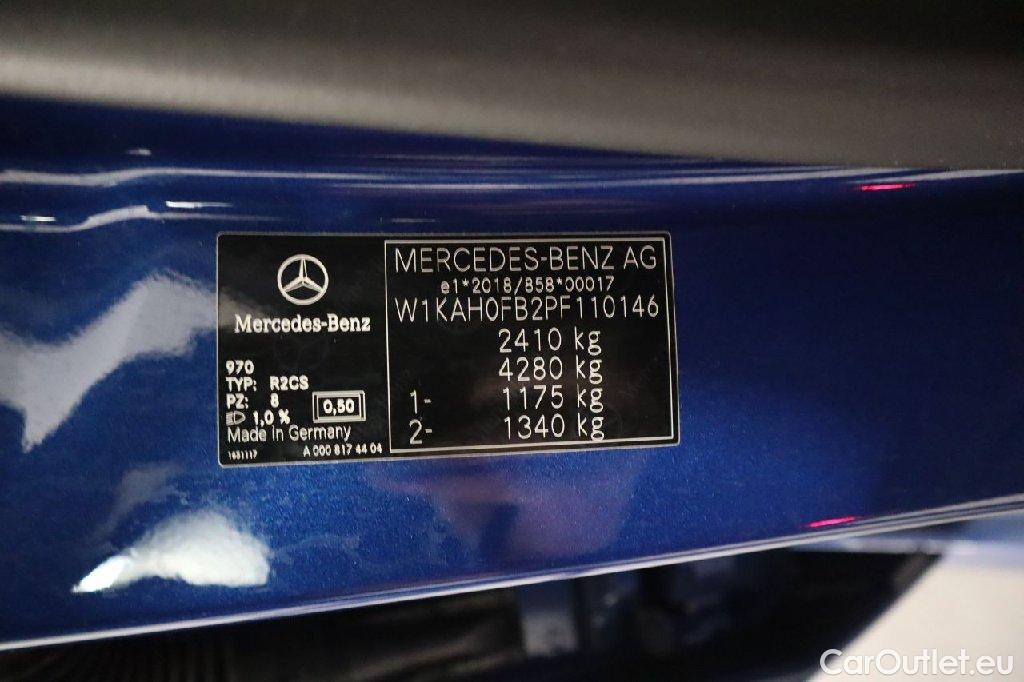 Mercedes-Benz
970
TYP: R2CS
PZ: 8
1,0 %
0,50
Made in Germany
1631117 A 000 817 44 04
MERCEDES-BENZ AG
e1*2018/858*00017
W1KAH0FB2PF110146
2410 kg
4280 kg
1- 1175 kg
2- 1340 kg
CarOutlet.eu